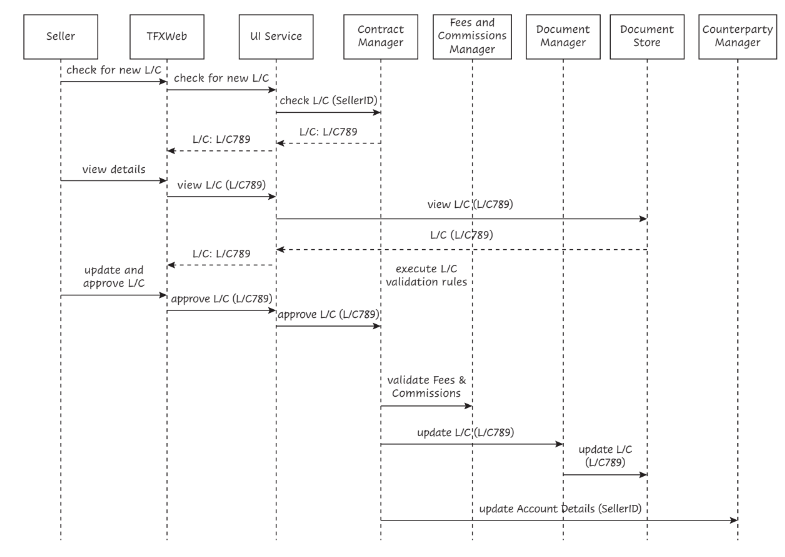 Seller
TFXWeb
UI Service
Contract
Manager
Fees and
Commissions
Manager
Document
Manager
Document
Store
Counterparty
Manager
check for new L/C
check for new L/C
check L/C (SellerID)
L/C: L/C789
L/C: L/C789
view details
view L/C (L/C789)
view L/C (L/C789)
L/C (L/C789)
L/C: L/C789
update and
approve L/C
execute L/C
validation rules
approve L/C (L/C789)
approve L/C (L/C789)
validate Fees &
Commissions
update L/C (L/C789)
update L/C
(L/C789)
update Account Details (SellerID)